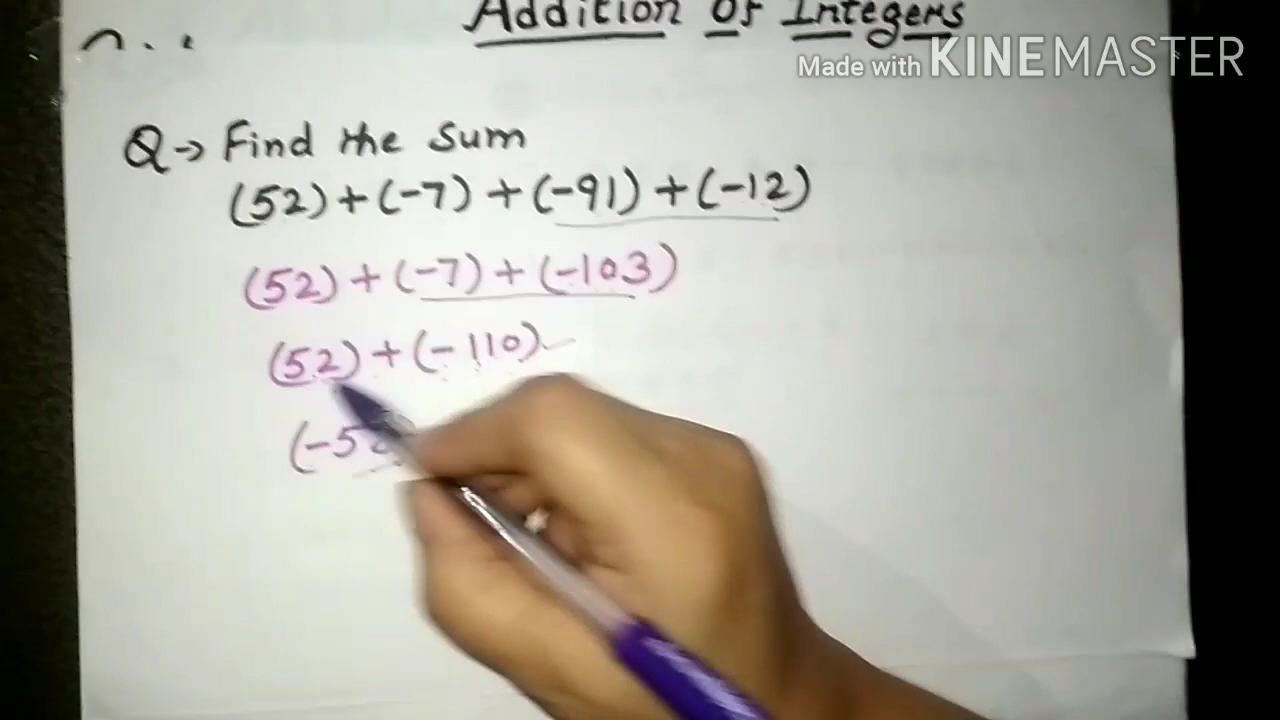 Addition Of Integers
Made with KINEMASTER
Q→ Find the Sum
(52)+(-7)+(-91)+(-12)
(52)+(-7)+(-103)
(52)+(-110)